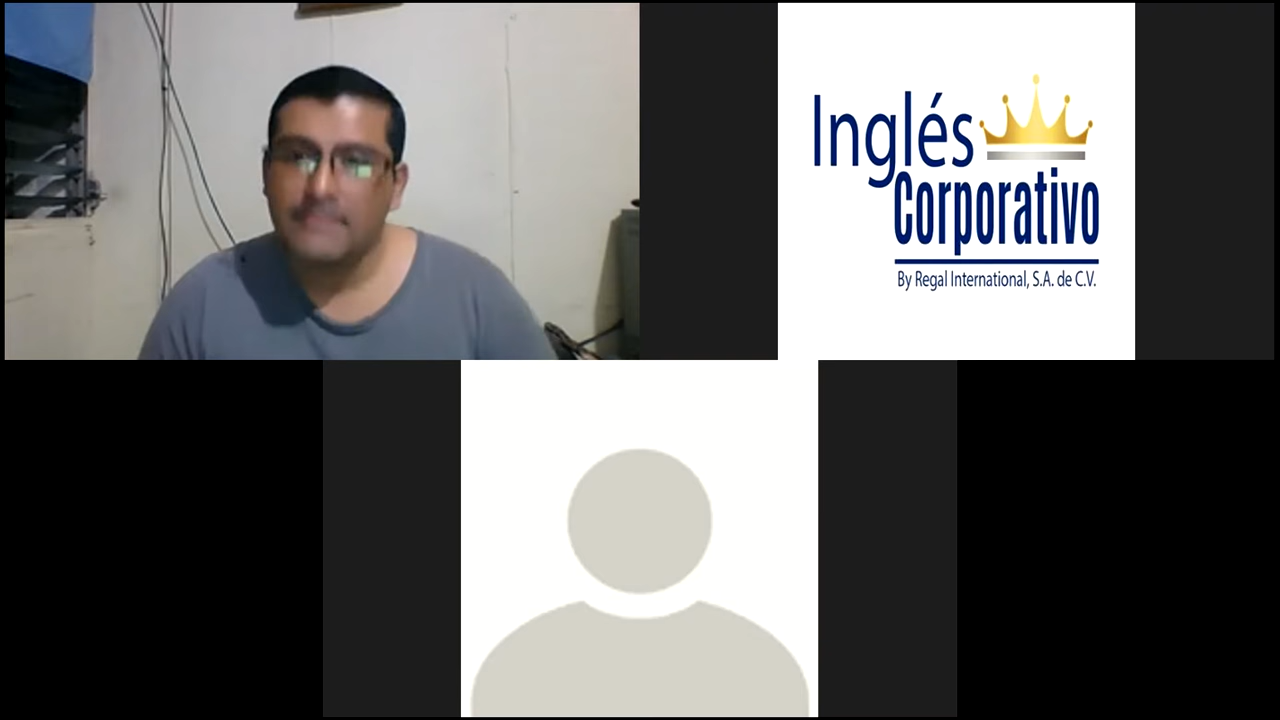 Inglés
Corporativo
By Regal International, S.A. de C.V.